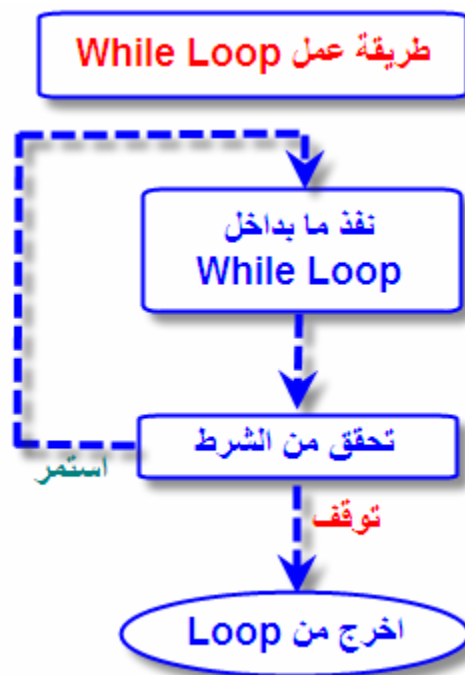 طريقة عمل While Loop
نفذ ما بداخل
While Loop
تحقق من الشرط
استمر
توقف
اخرج من Loop